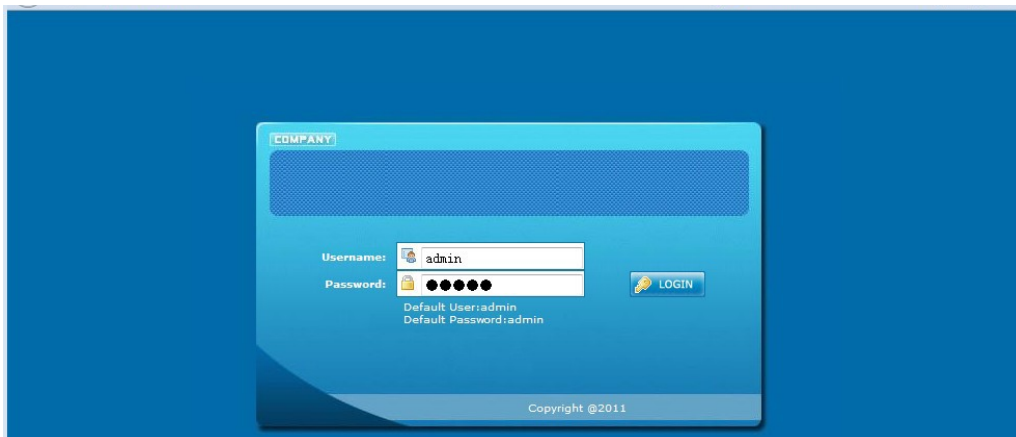 COMPANY
Username: admin
Password: ●●●●●
LOGIN
Default User:admin
Default Password:admin
Copyright @2011